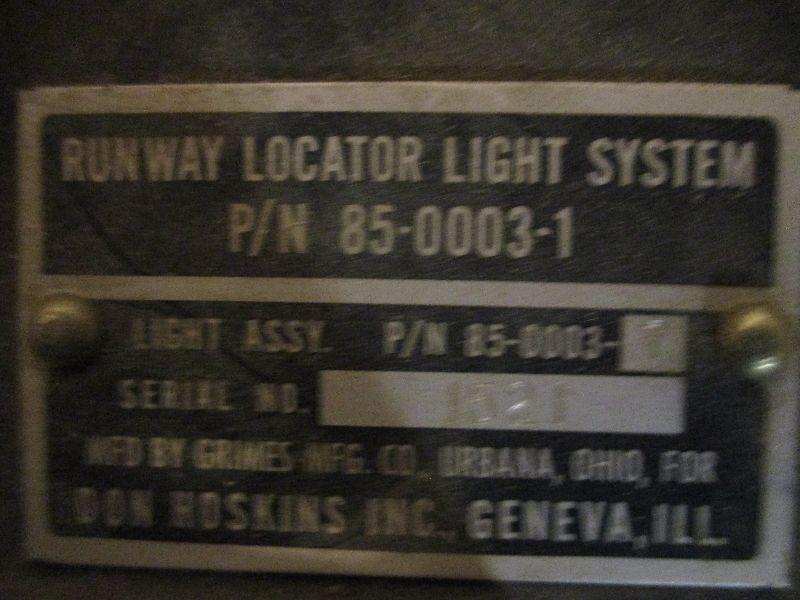 RUNWAY LOCATOR LIGHT SYSTEM
P/N 85-0003-1
LIGHT ASSY. P/N 85-0003-
SERIAL NO. 1521
MFD BY GRIMES MFG. CO. URBANA, OHIO, FOR
DON HOSKINS INC., GENEVA, ILL.